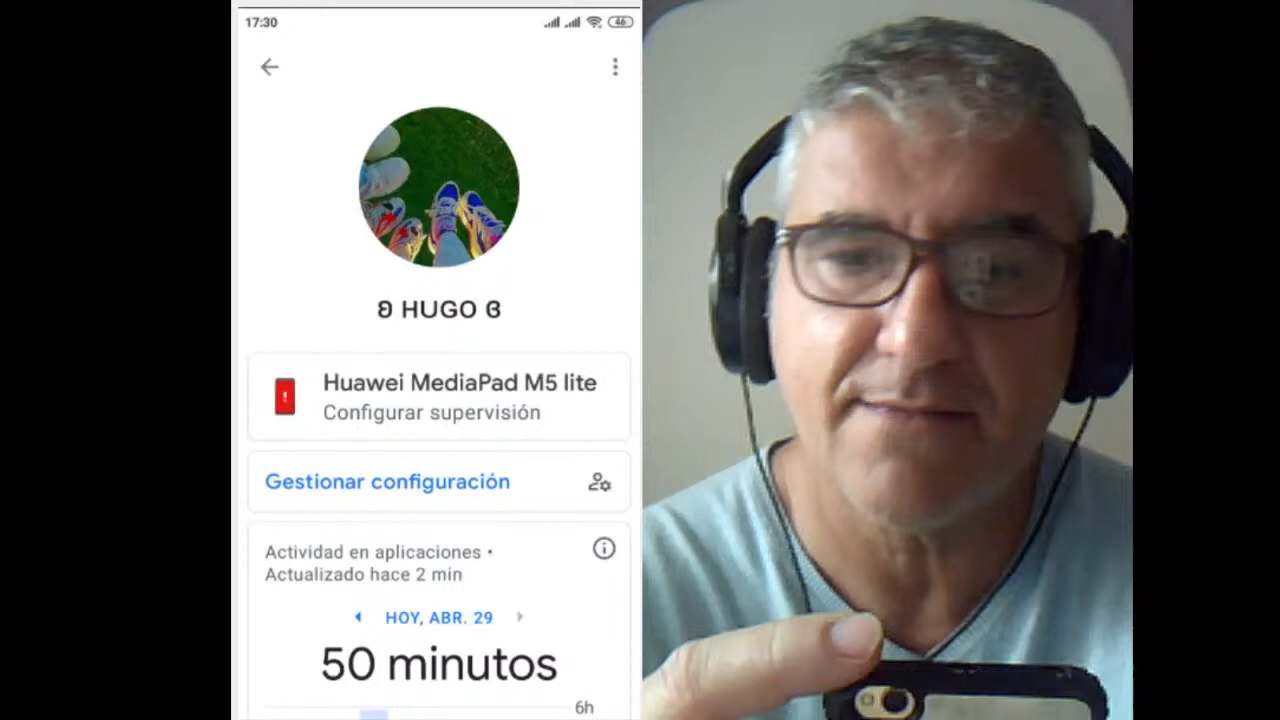 17:30
46
ʚ HUGO ɞ
Huawei MediaPad M5 lite
Configurar supervisión
Gestionar configuración
Actividad en aplicaciones •
Actualizado hace 2 min
HOY, ABR. 29
50 minutos
6h